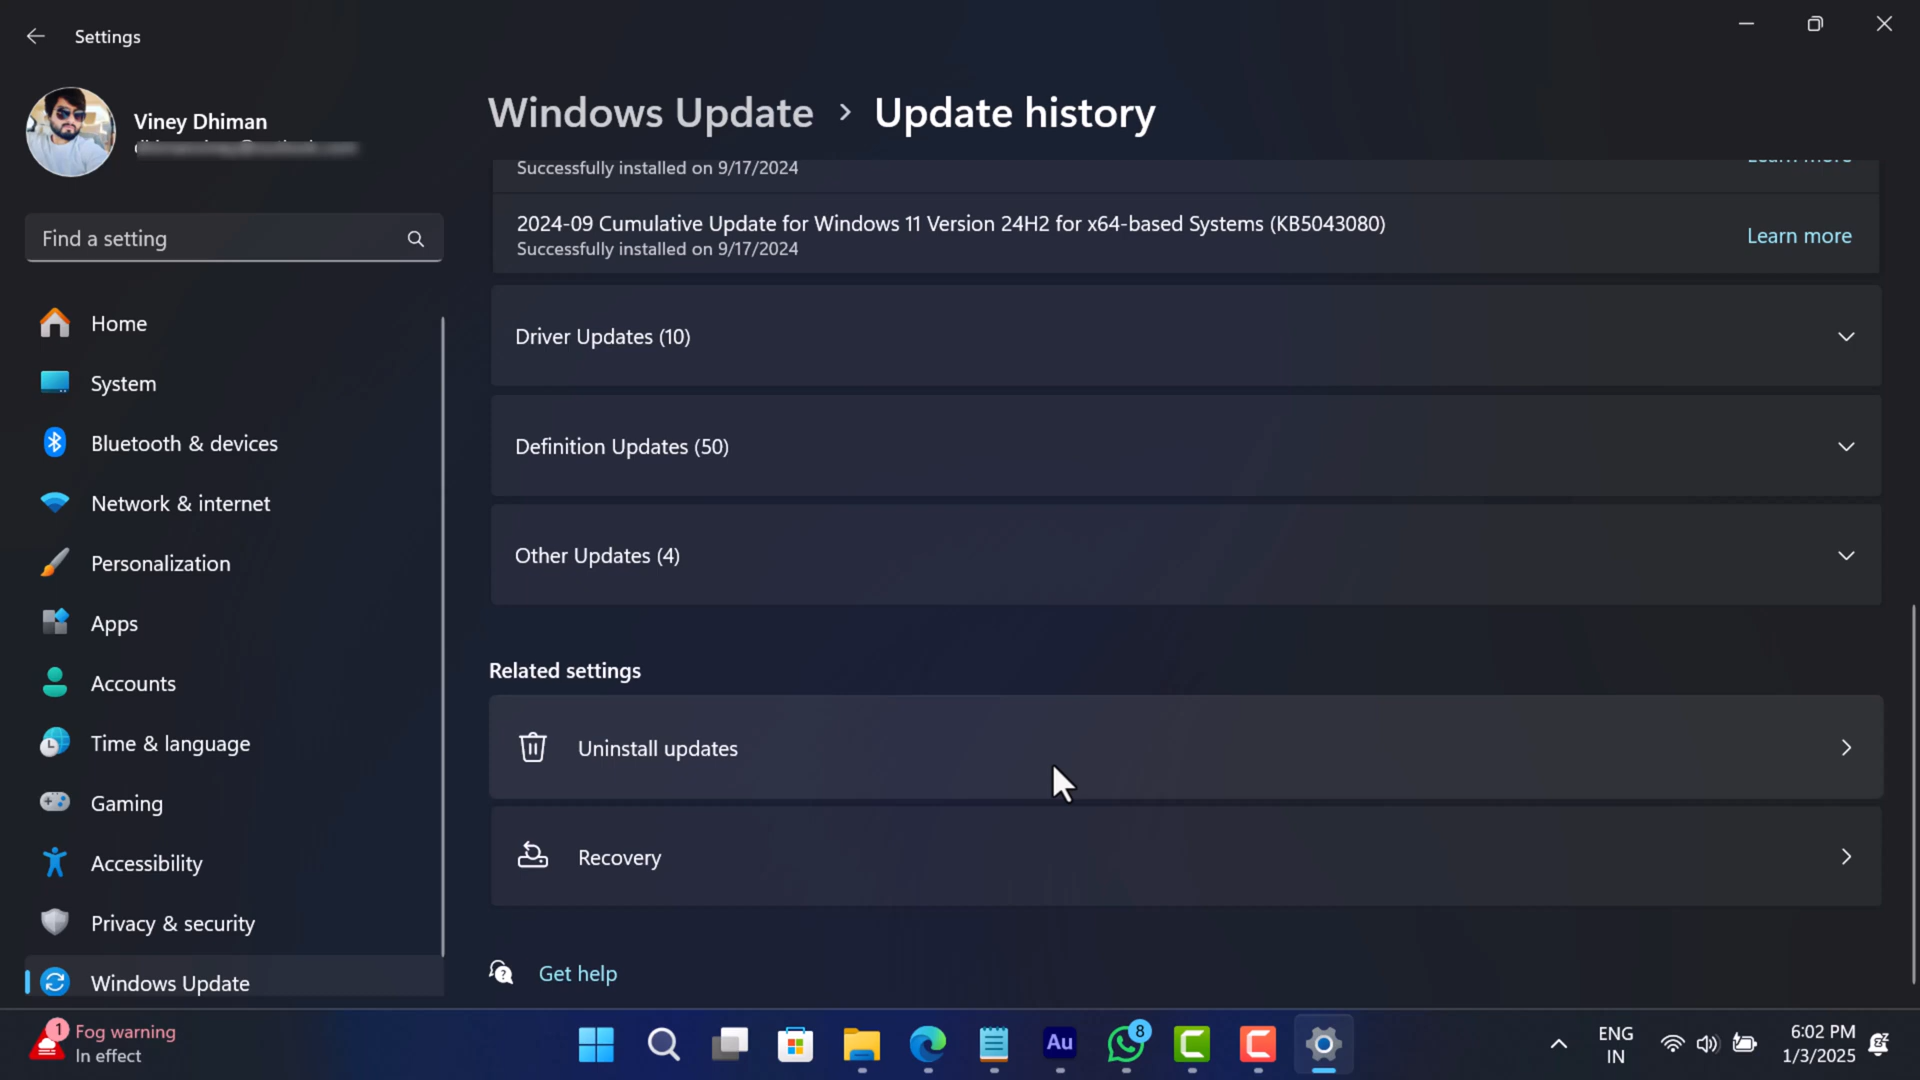 Settings
Viney Dhiman
Find a setting
Home
System
Bluetooth & devices
Network & internet
Personalization
Apps
Accounts
Time & language
Gaming
Accessibility
Privacy & security
Windows Update
Windows Update > Update history
Successfully installed on 9/17/2024
Learn more
2024-09 Cumulative Update for Windows 11 Version 24H2 for x64-based Systems (KB5043080)
Successfully installed on 9/17/2024
Learn more
Driver Updates (10)
Definition Updates (50)
Other Updates (4)
Related settings
Uninstall updates
Recovery
Get help
1
Fog warning
In effect
Au
8
ENG
IN
6:02 PM
1/3/2025